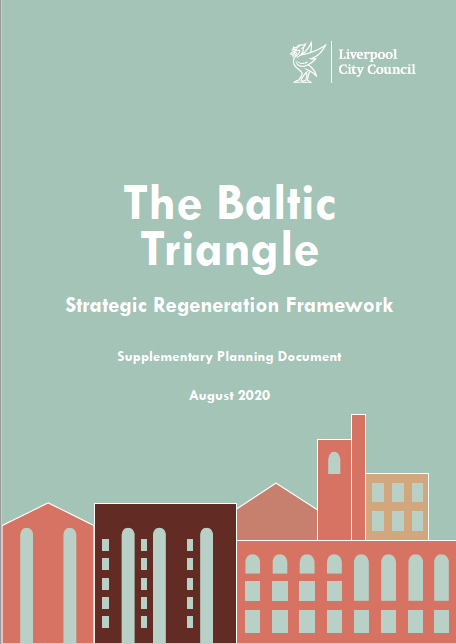 Liverpool
City Council
The Baltic
Triangle
Strategic Regeneration Framework
Supplementary Planning Document
August 2020